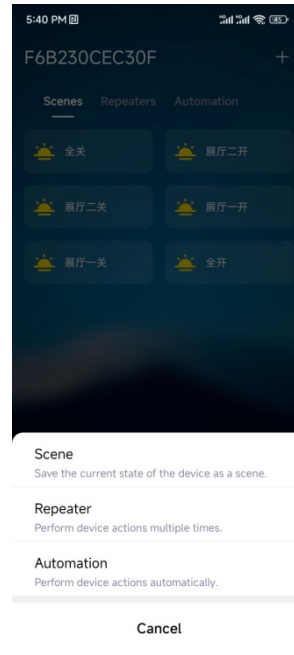 5:40 PM
45
F6B230CEC30F
+
Scenes Repeaters Automation
全关 展厅二开
展厅二关 展厅一开
展厅一关 全开
Scene
Save the current state of the device as a scene.
Repeater
Perform device actions multiple times.
Automation
Perform device actions automatically.
Cancel